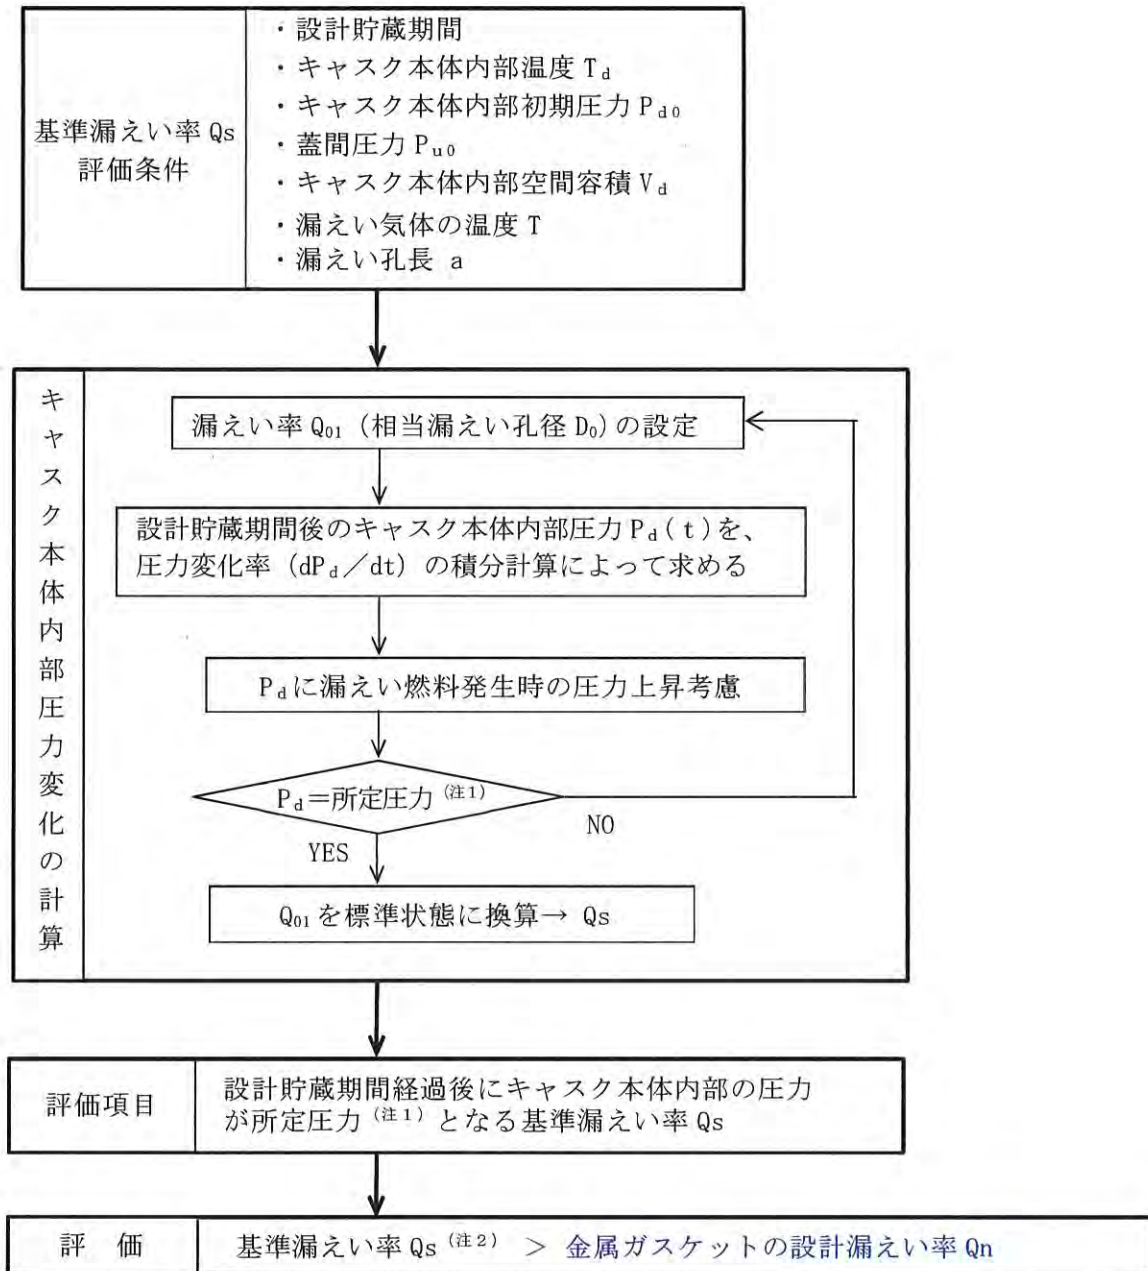 基準漏えい率 Qs
評価条件
・設計貯蔵期間
・キャスク本体内部温度 Td
・キャスク本体内部初期圧力 Pd0
・蓋間圧力 Pu0
・キャスク本体内部空間容積 Vd
・漏えい気体の温度 T
・漏えい孔長 a
キャスク本体内部圧力変化の計算
漏えい率 Q01 (相当漏えい孔径 D0) の設定
設計貯蔵期間後のキャスク本体内部圧力 Pd(t)を、
圧力変化率 (dPd/dt) の積分計算によって求める
Pdに漏えい燃料発生時の圧力上昇考慮
Pd=所定圧力(注1)
NO
YES
Q01を標準状態に換算→ Qs
評価項目
設計貯蔵期間経過後にキャスク本体内部の圧力
が所定圧力(注1)となる基準漏えい率 Qs
評 価
基準漏えい率 Qs(注2) > 金属ガスケットの設計漏えい率 Qn